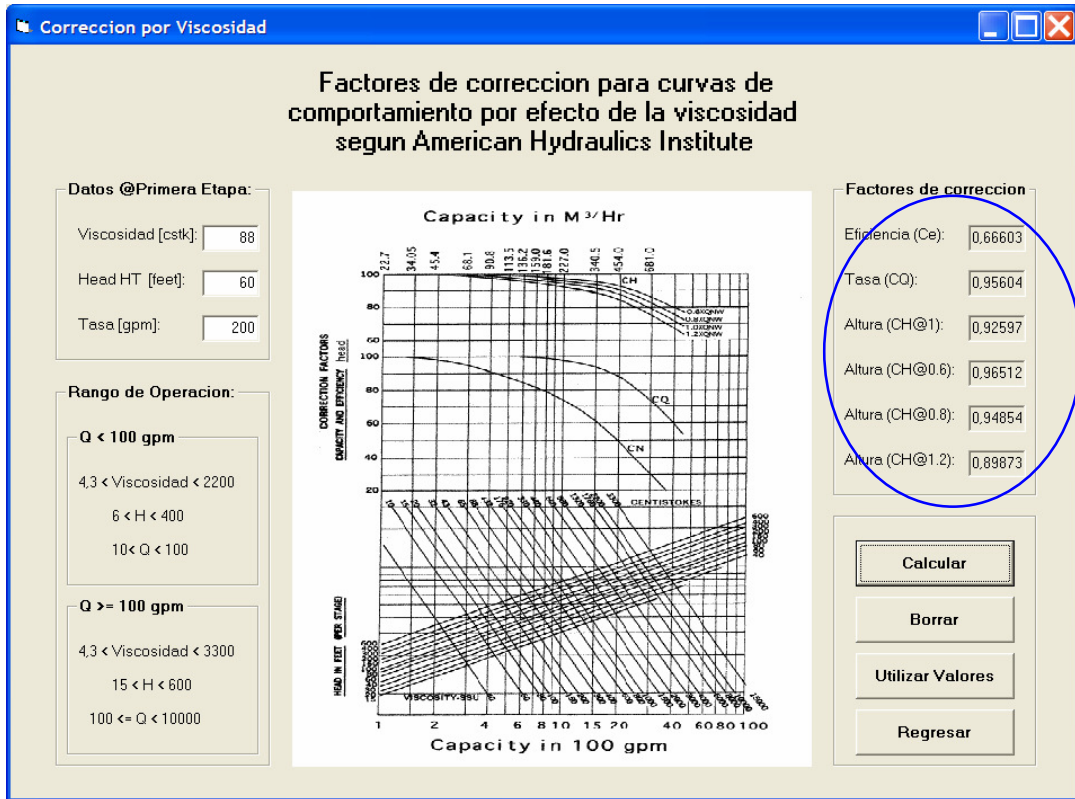 Correccion por Viscosidad
Factores de correccion para curvas de
comportamiento por efecto de la viscosidad
segun American Hydraulics Institute
Datos @Primera Etapa:
Viscosidad [cstk]: 88
Head HT [feet]: 60
Tasa [gpm]: 200
Rango de Operacion:
Q < 100 gpm
4,3 < Viscosidad < 2200
6 < H < 400
10< Q < 100
Q >= 100 gpm
4,3 < Viscosidad < 3300
15 < H < 600
100 <= Q < 10000
Capacity in M³/Hr
22.7 34.05 45.4 68.1 90.8 113.5 136.2 159.0 181.6 227.0 340.5 454.0 681.0
100
80
60
100
80
60
40
20
CORRECTION FACTORS
CAPACITY AND EFFICIENCY head
CH
0.6XQNW
0.8XQNW
1.0XQNW
1.2XQNW
CQ
CN
CENTISTOKES
HEAD IN FEET (PER STAGE)
VISCOSITY-SSU
1 2 4 6 8 10 15 20 40 60 80 100
Capacity in 100 gpm
Factores de correccion
Eficiencia (Ce): 0,66603
Tasa (CQ): 0,95604
Altura (CH@1): 0,92597
Altura (CH@0.6): 0,96512
Altura (CH@0.8): 0,94854
Altura (CH@1.2): 0,89873
Calcular
Borrar
Utilizar Valores
Regresar